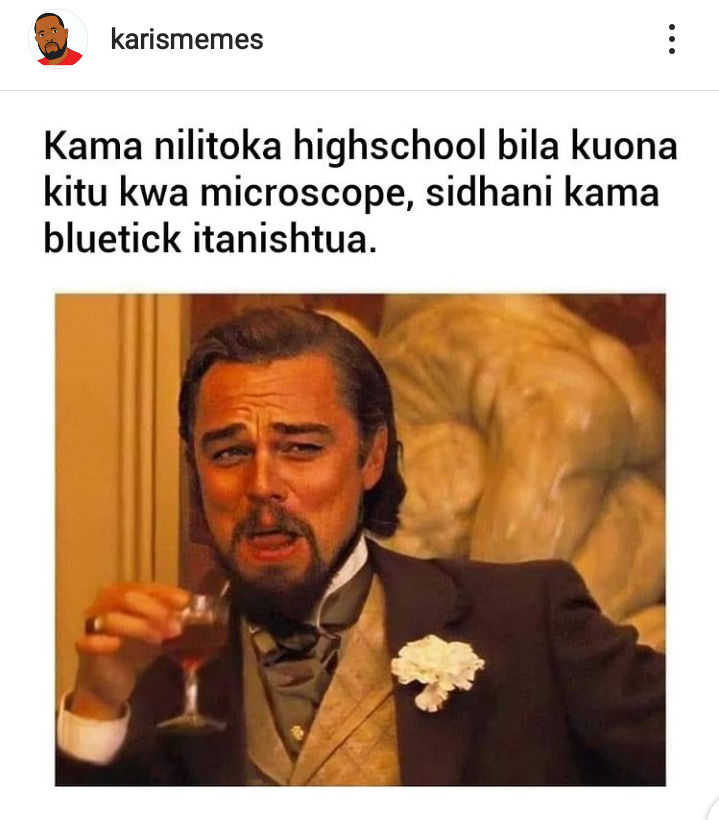 karismemes
Kama nilitoka highschool bila kuona
kitu kwa microscope, sidhani kama
bluetick itanishtua.